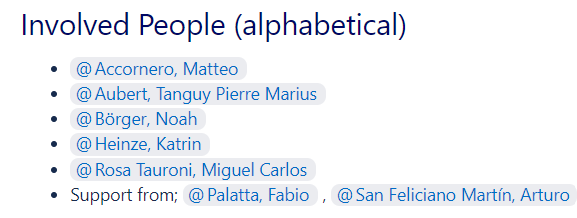 Involved People (alphabetical)
@Accornero, Matteo
@Aubert, Tanguy Pierre Marius
@Börger, Noah
@Heinze, Katrin
@Rosa Tauroni, Miguel Carlos
Support from; @Palatta, Fabio , @San Feliciano Martín, Arturo